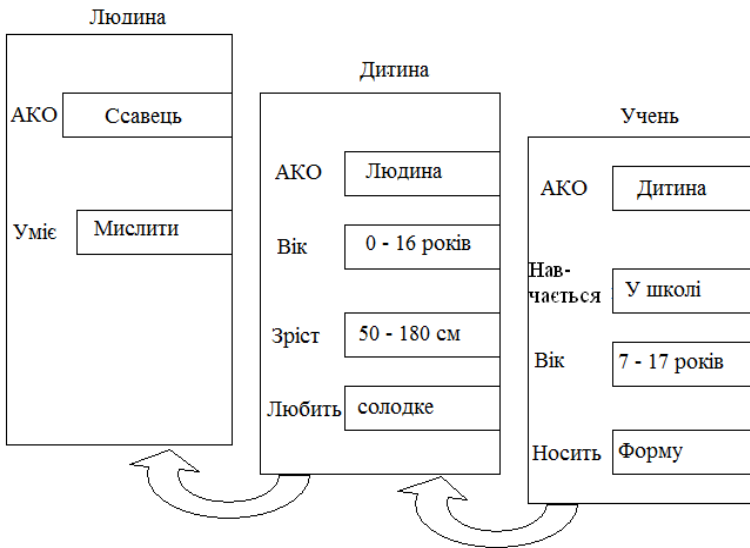 Людина
АКО Ссавець
Уміє Мислити
Дитина
АКО Людина
Вік 0 - 16 років
Зріст 50 - 180 см
Любить солодке
Учень
АКО Дитина
Нав-
чається У школі
Вік 7 - 17 років
Носить Форму